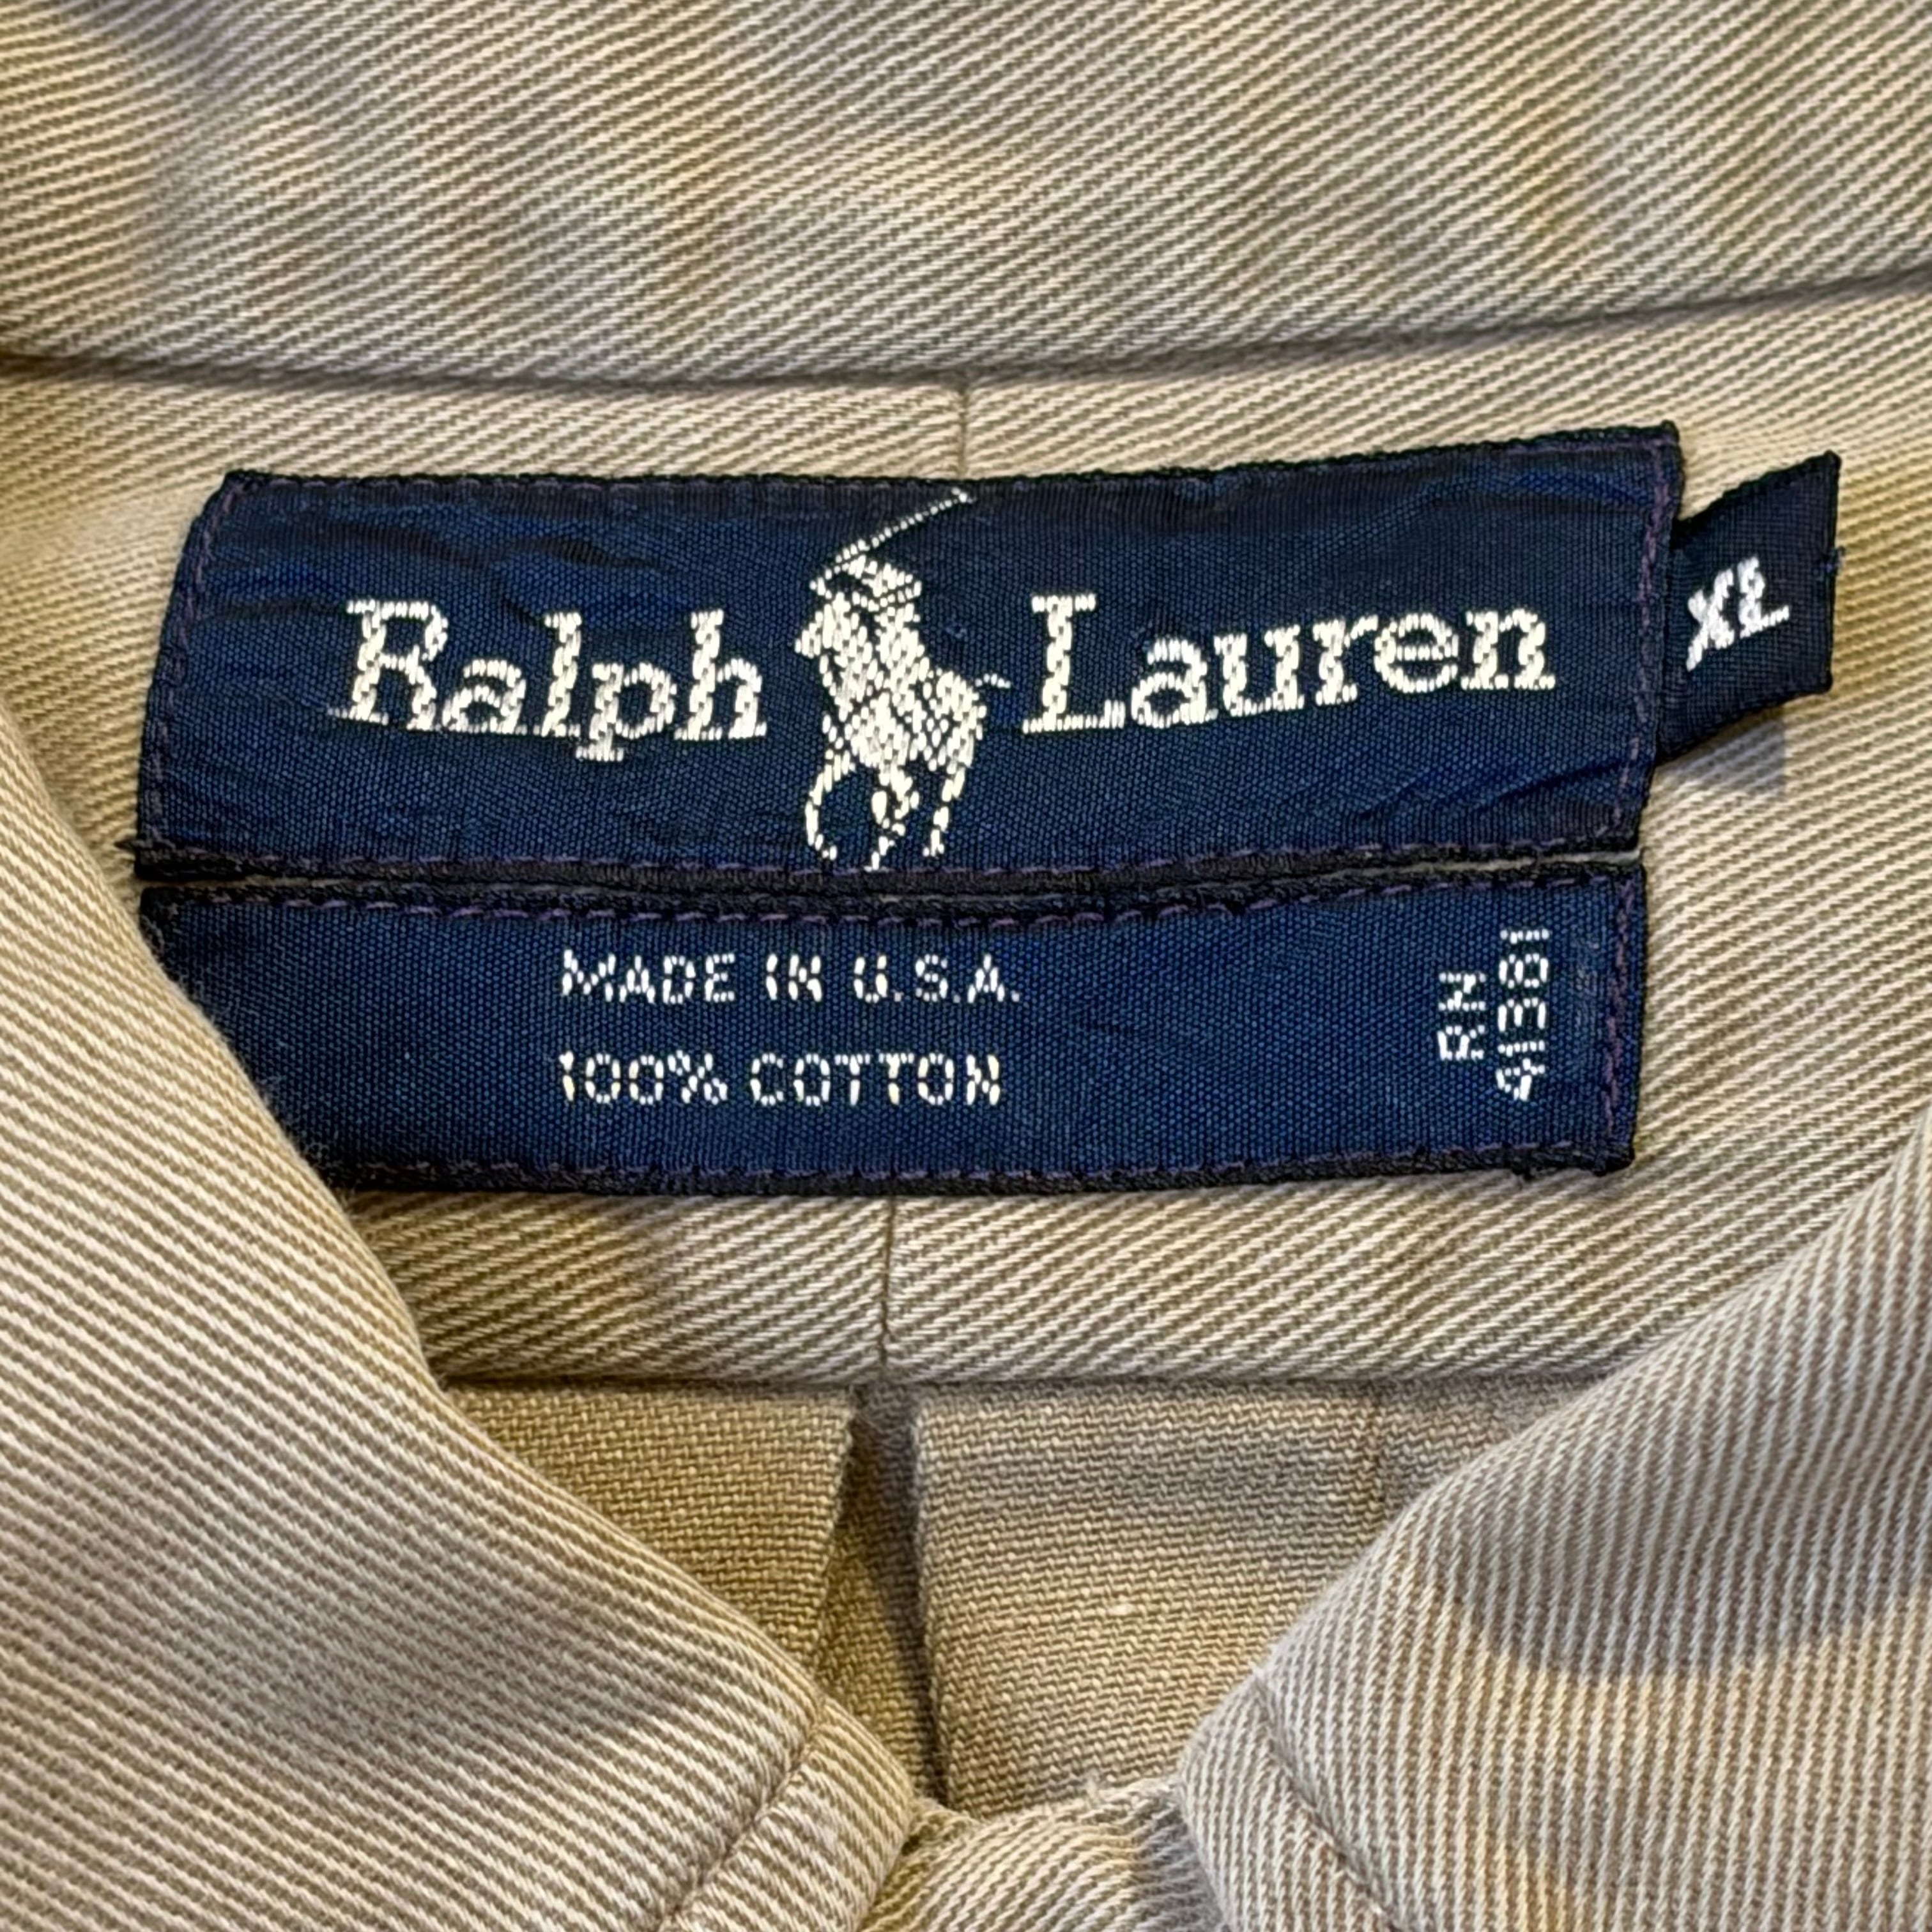 Ralph Lauren
XL
MADE IN U.S.A.
100% COTTON
RN
41381